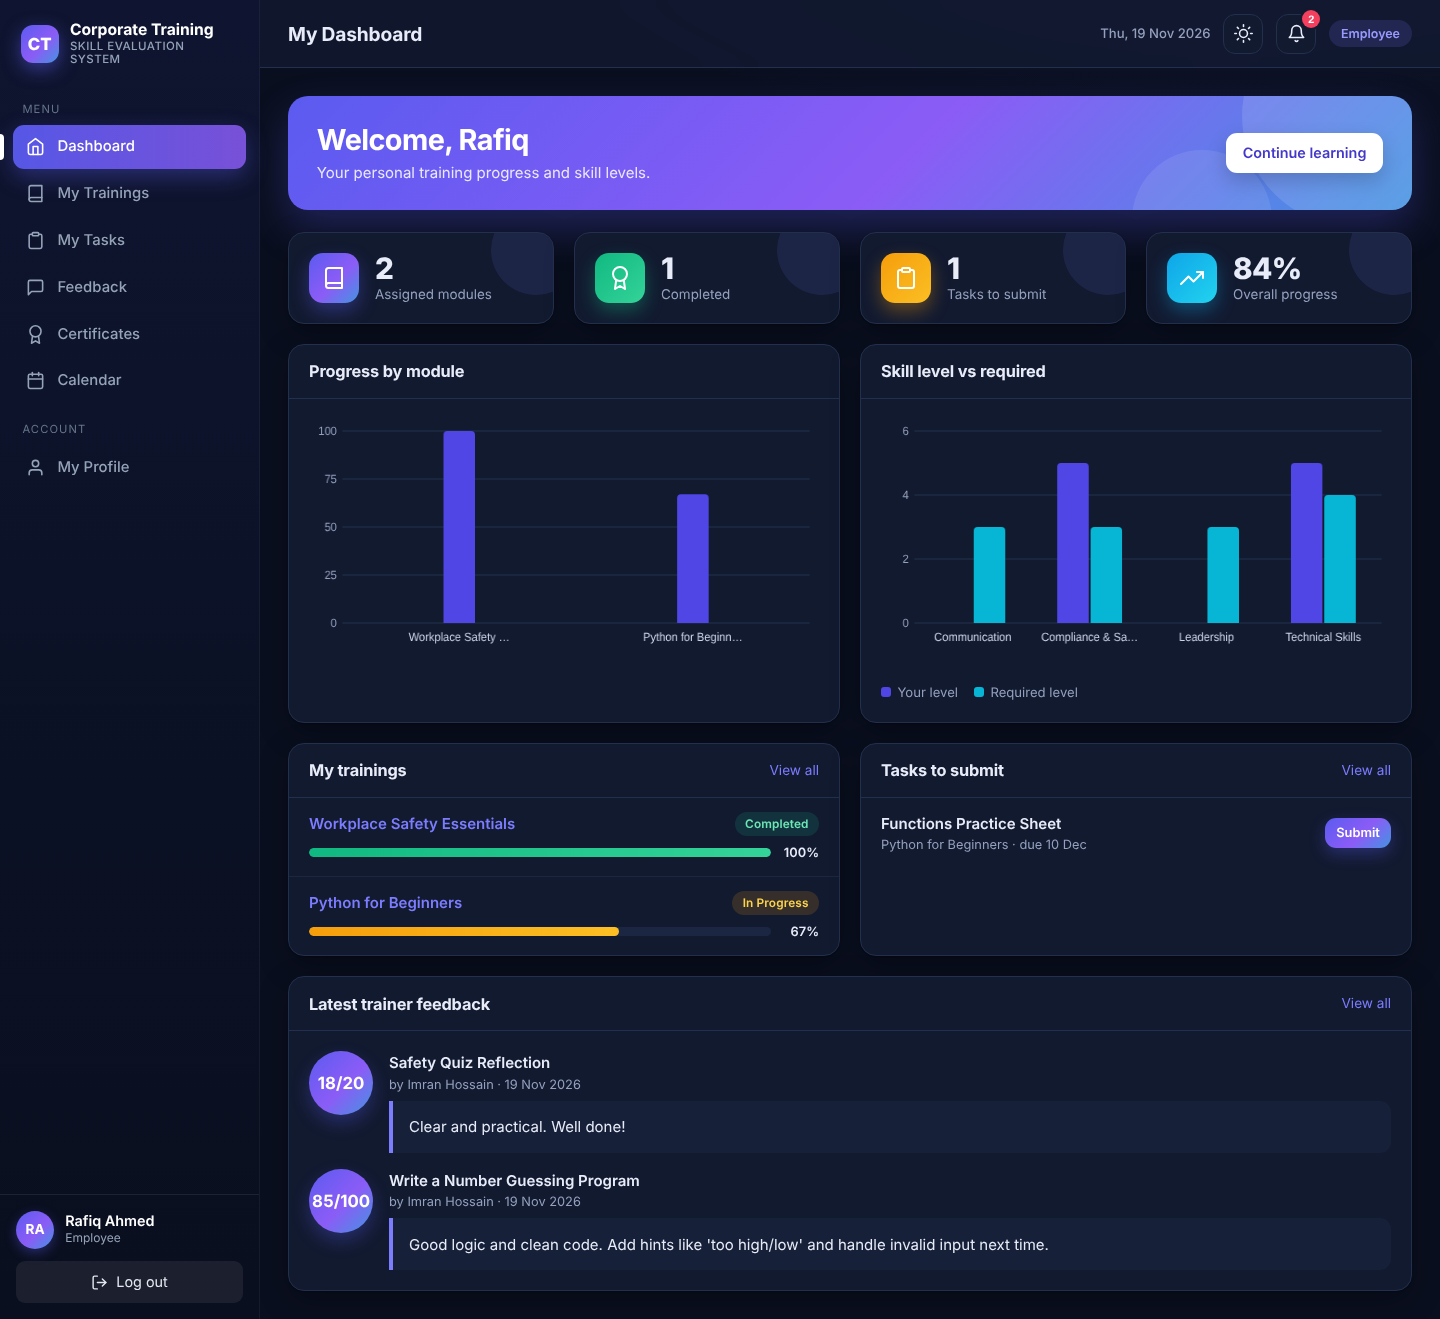 CT
Corporate Training
SKILL EVALUATION
SYSTEM
MENU
Dashboard
My Trainings
My Tasks
Feedback
Certificates
Calendar
ACCOUNT
My Profile
RA
Rafiq Ahmed
Employee
Log out
My Dashboard
Thu, 19 Nov 2026
2
Employee
Welcome, Rafiq
Your personal training progress and skill levels.
Continue learning
2
Assigned modules
1
Completed
1
Tasks to submit
84%
Overall progress
Progress by module
100
75
50
25
0
Workplace Safety ...
Python for Beginn...
Skill level vs required
6
4
2
0
Communication
Compliance & Sa...
Leadership
Technical Skills
Your level
Required level
My trainings
View all
Workplace Safety Essentials
Completed
100%
Python for Beginners
In Progress
67%
Tasks to submit
View all
Functions Practice Sheet
Python for Beginners · due 10 Dec
Submit
Latest trainer feedback
View all
18/20
Safety Quiz Reflection
by Imran Hossain · 19 Nov 2026
Clear and practical. Well done!
85/100
Write a Number Guessing Program
by Imran Hossain · 19 Nov 2026
Good logic and clean code. Add hints like 'too high/low' and handle invalid input next time.